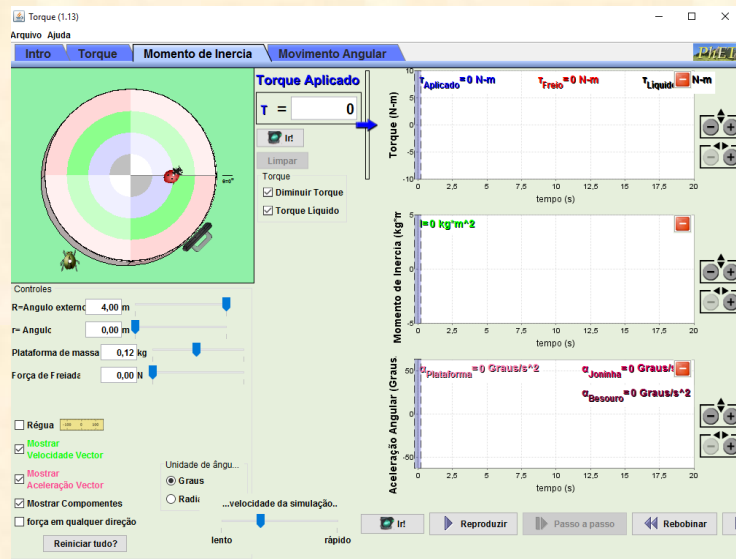 Torque (1.13)
Arquivo Ajuda
Intro Torque Momento de Inercia Movimento Angular
PhET
Torque Aplicado
τ = 0
Ir!
Limpar
Torque
Diminuir Torque
Torque Liquido
Torque (N-m)
τAplicado=0 N-m τFreio=0 N-m τLiquid N-m
10
5
0
-5
-10
0 2,5 5 7,5 10 12,5 15 17,5 20
tempo (s)
Momento de Inercia (kg*m
I=0 kg*m^2
5
0
-5
0 2,5 5 7,5 10 12,5 15 17,5 20
tempo (s)
Aceleração Angular (Graus
αPlataforma=0 Graus/s^2 αJoninha=0 Graus/s
αBesouro=0 Graus/s^2
50
0
-50
0 2,5 5 7,5 10 12,5 15 17,5 20
tempo (s)
Controles
R=Angulo externo 4,00 m
r= Angulo 0,00 m
Plataforma de massa 0,12 kg
Força de Freiada 0,00 N
Régua
Mostrar
Velocidade Vector
Mostrar
Aceleração Vector
Mostrar Compomentes
força em qualquer direção
Reiniciar tudo?
Unidade de ângu...
Graus
Radia
...velocidade da simulação..
lento ràpido
Ir! Reproduzir Passo a passo Rebobinar